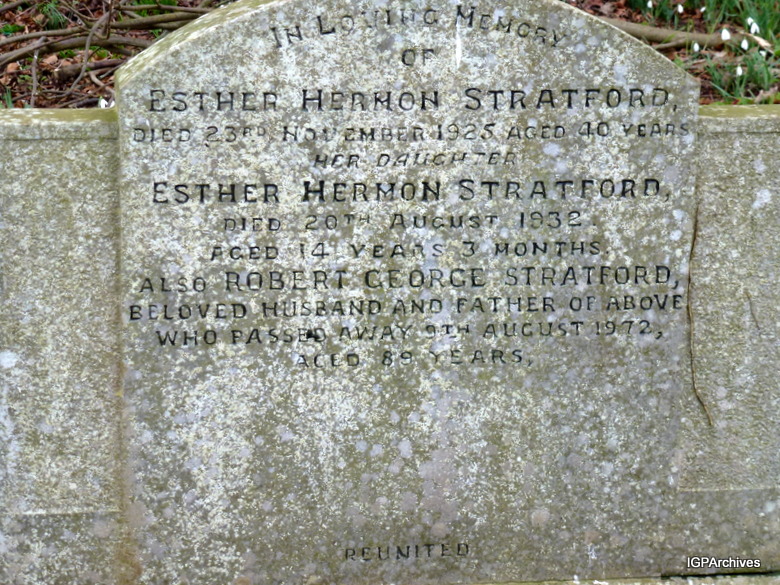 IN LOVING MEMORY
OF
ESTHER HERMON STRATFORD,
DIED 23RD, NOVEMBER 1925 AGED 40 YEARS
HER DAUGHTER
ESTHER HERMON STRATFORD,
DIED 20TH AUGUST 1932.
AGED 14 YEARS 3 MONTHS.
ALSO ROBERT GEORGE STRATFORD,
BELOVED HUSBAND AND FATHER OF ABOVE
WHO PASSED AWAY 9TH AUGUST 1972,
AGED 89 YEARS,
REUNITED
IGPArchives